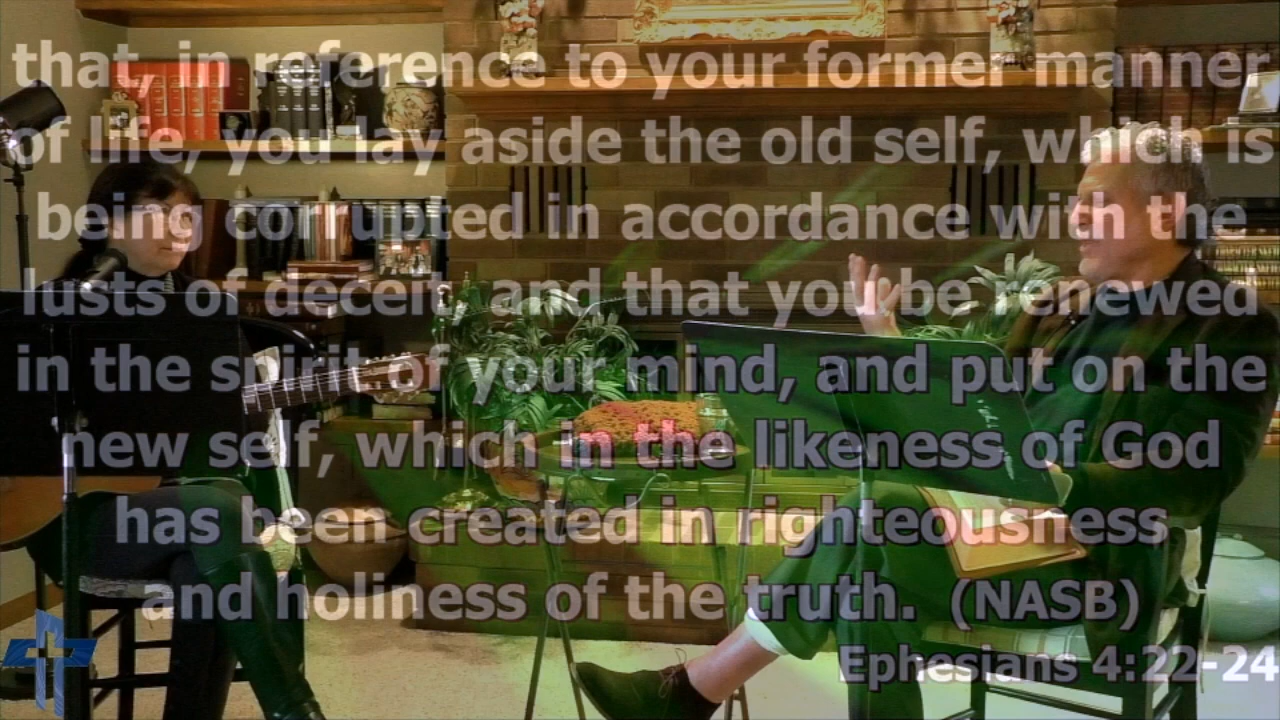 that, in reference to your former manner
of life, you lay aside the old self, which is
being corrupted in accordance with the
lusts of deceit, and that you be renewed
in the spirit of your mind, and put on the
new self, which in the likeness of God
has been created in righteousness
and holiness of the truth. (NASB)
Ephesians 4:22-24